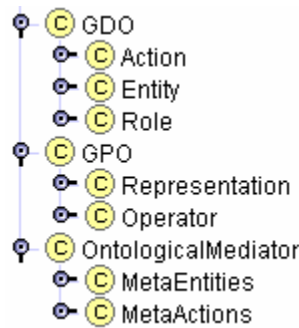 C GDO
C Action
C Entity
C Role
C GPO
C Representation
C Operator
C OntologicalMediator
C MetaEntities
C MetaActions